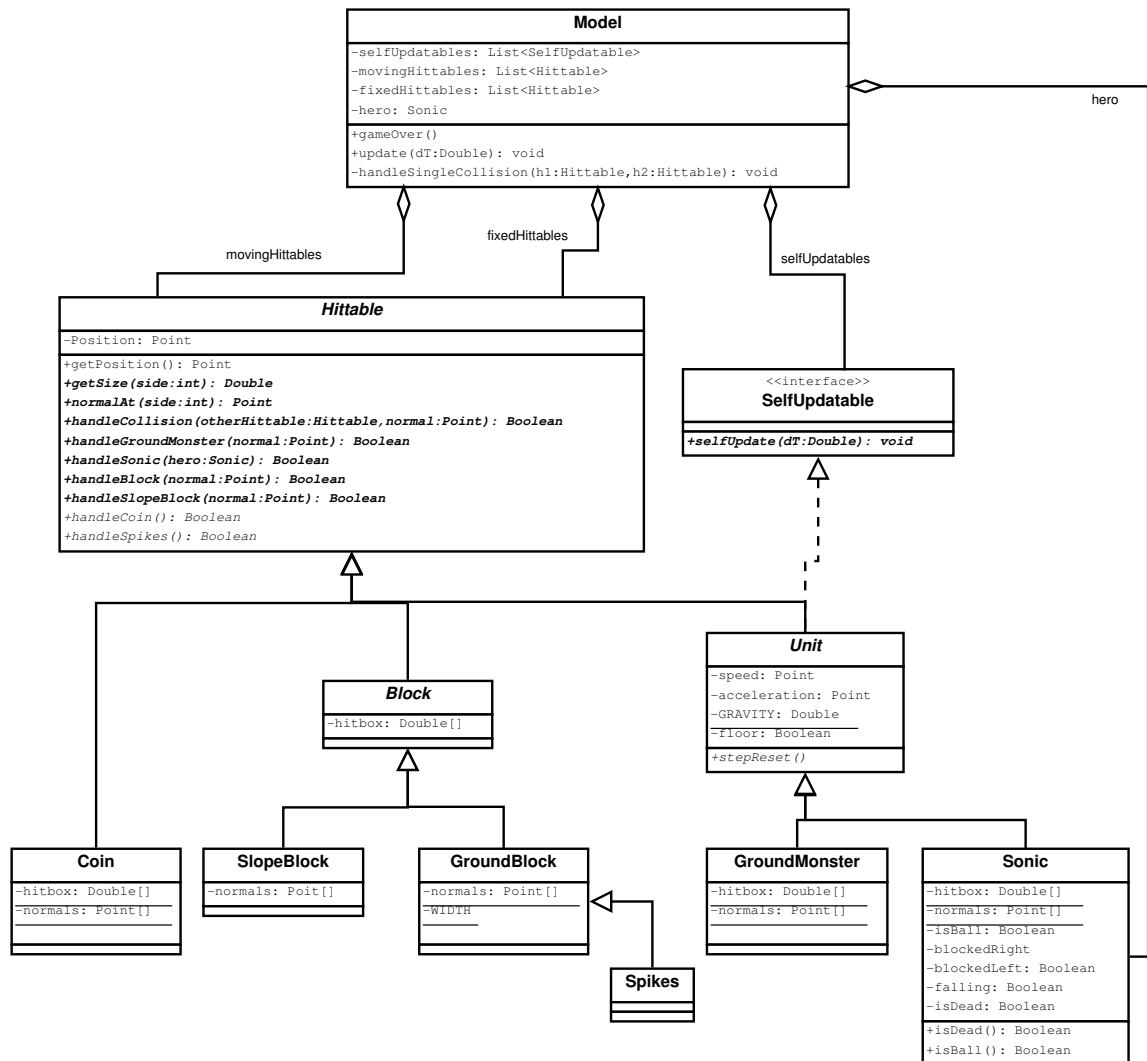 Model
-selfUpdatables: List<SelfUpdatable>
-movingHittables: List<Hittable>
-fixedHittables: List<Hittable>
-hero: Sonic
+gameOver()
+update(dT:Double): void
-handleSingleCollision(h1:Hittable,h2:Hittable): void
hero
movingHittables
fixedHittables
selfUpdatables
Hittable
-Position: Point
+getPosition(): Point
+getSize(side:int): Double
+normalAt(side:int): Point
+handleCollision(otherHittable:Hittable,normal:Point): Boolean
+handleGroundMonster(normal:Point): Boolean
+handleSonic(hero:Sonic): Boolean
+handleBlock(normal:Point): Boolean
+handleSlopeBlock(normal:Point): Boolean
+handleCoin(): Boolean
+handleSpikes(): Boolean
<<interface>>
SelfUpdatable
+selfUpdate(dT:Double): void
Block
-hitbox: Double[]
Unit
-speed: Point
-acceleration: Point
-GRAVITY: Double
-floor: Boolean
+stepReset()
Coin
-hitbox: Double[]
-normals: Point[]
SlopeBlock
-normals: Poit[]
GroundBlock
-normals: Point[]
-WIDTH
Spikes
GroundMonster
-hitbox: Double[]
-normals: Point[]
Sonic
-hitbox: Double[]
-normals: Point[]
-isBall: Boolean
-blockedRight
-blockedLeft: Boolean
-falling: Boolean
-isDead: Boolean
+isDead(): Boolean
+isBall(): Boolean